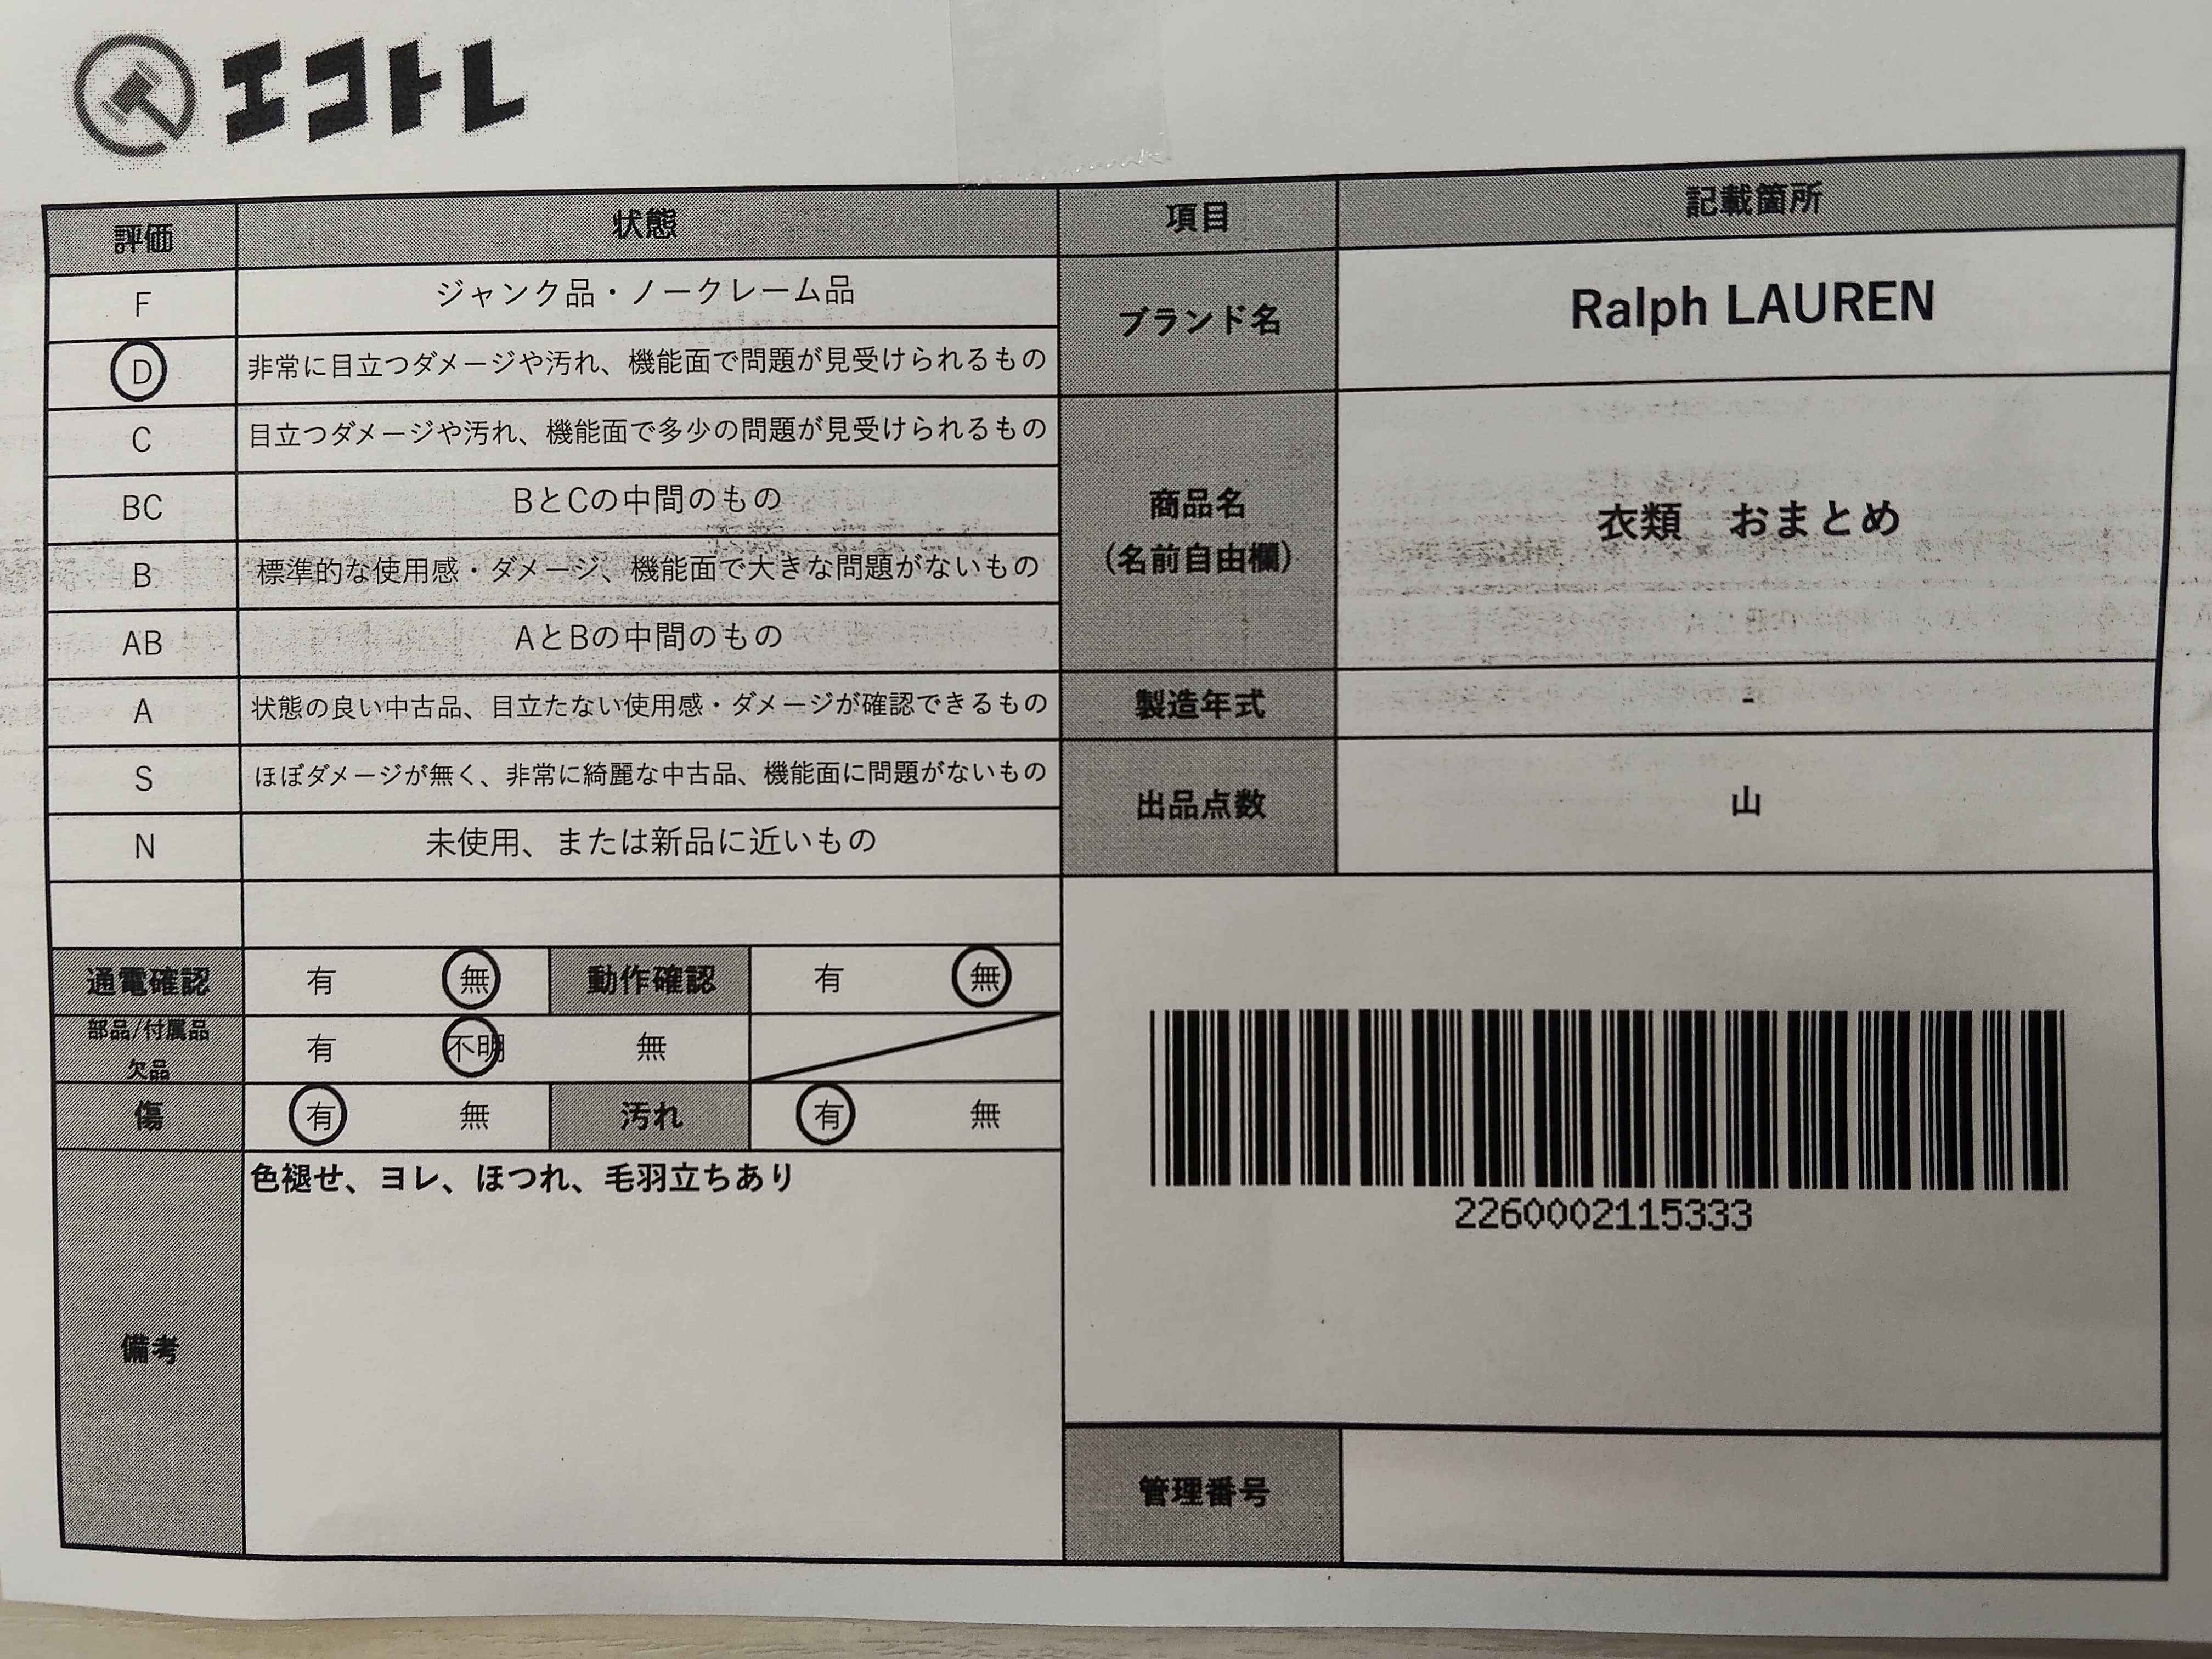 エコトレ
評価 状態 項目 記載箇所
F ジャンク品・ノークレーム品
D 非常に目立つダメージや汚れ、機能面で問題が見受けられるもの
ブランド名 Ralph LAUREN
C 目立つダメージや汚れ、機能面で多少の問題が見受けられるもの
BC BとCの中間のもの
B 標準的な使用感・ダメージ、機能面で大きな問題がないもの
AB AとBの中間のもの
商品名
(名前自由欄)
衣類 おまとめ
A 状態の良い中古品、目立たない使用感・ダメージが確認できるもの
製造年式 -
S ほぼダメージが無く、非常に綺麗な中古品、機能面に問題がないもの
N 未使用、または新品に近いもの
出品点数 山
通電確認 有 無 動作確認 有 無
部品/付属品
欠品
有 不明 無
傷 有 無 汚れ 有 無
備考 色褪せ、ヨレ、ほつれ、毛羽立ちあり
2260002115333
管理番号